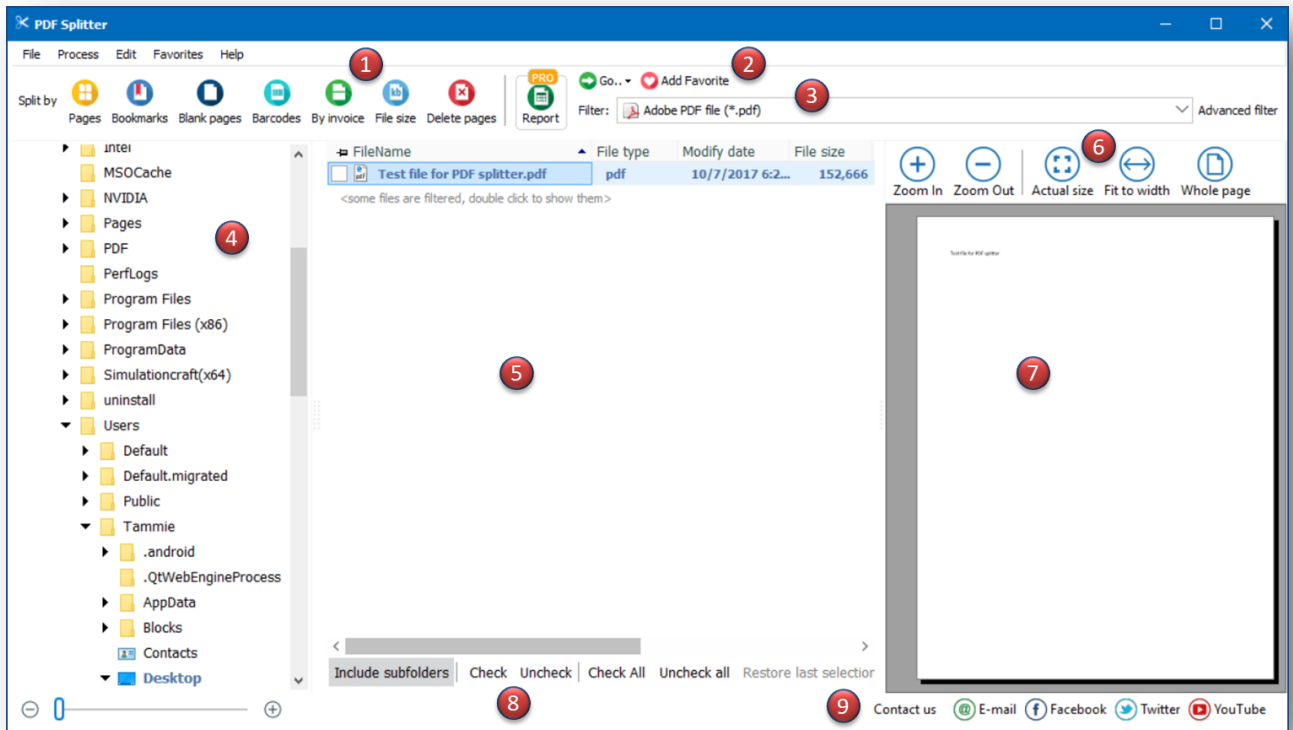 PDF Splitter
File Process Edit Favorites Help
1
2
PRO
Go.. Add Favorite
3
Split by
Pages Bookmarks Blank pages Barcodes By invoice File size Delete pages Report
kb
Filter: Adobe PDF file (*.pdf) Advanced filter
Intel
MSOCache
NVIDIA
Pages
4
PDF
PerfLogs
Program Files
Program Files (x86)
ProgramData
Simulationcraft(x64)
uninstall
Users
Default
Default.migrated
Public
Tammie
.android
.QtWebEngineProcess
AppData
Blocks
Contacts
Desktop
FileName File type Modify date File size
Test file for PDF splitter.pdf pdf 10/7/2017 6:2... 152,666
<some files are filtered, double click to show them>
5
Include subfolders Check Uncheck Check All Uncheck all Restore last selection
8
6
Zoom In Zoom Out Actual size Fit to width Whole page
Test file for PDF splitter
7
9
Contact us E-mail Facebook Twitter YouTube